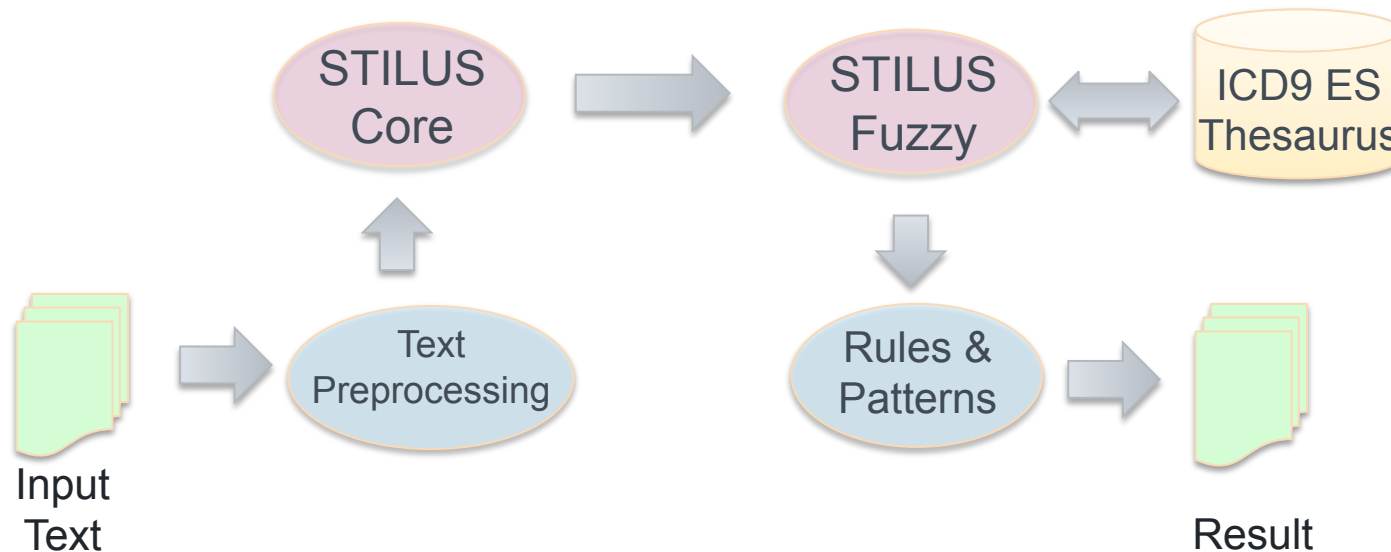 STILUS
Core
STILUS
Fuzzy
ICD9 ES
Thesaurus
Text
Preprocessing
Rules &
Patterns
Input
Text
Result